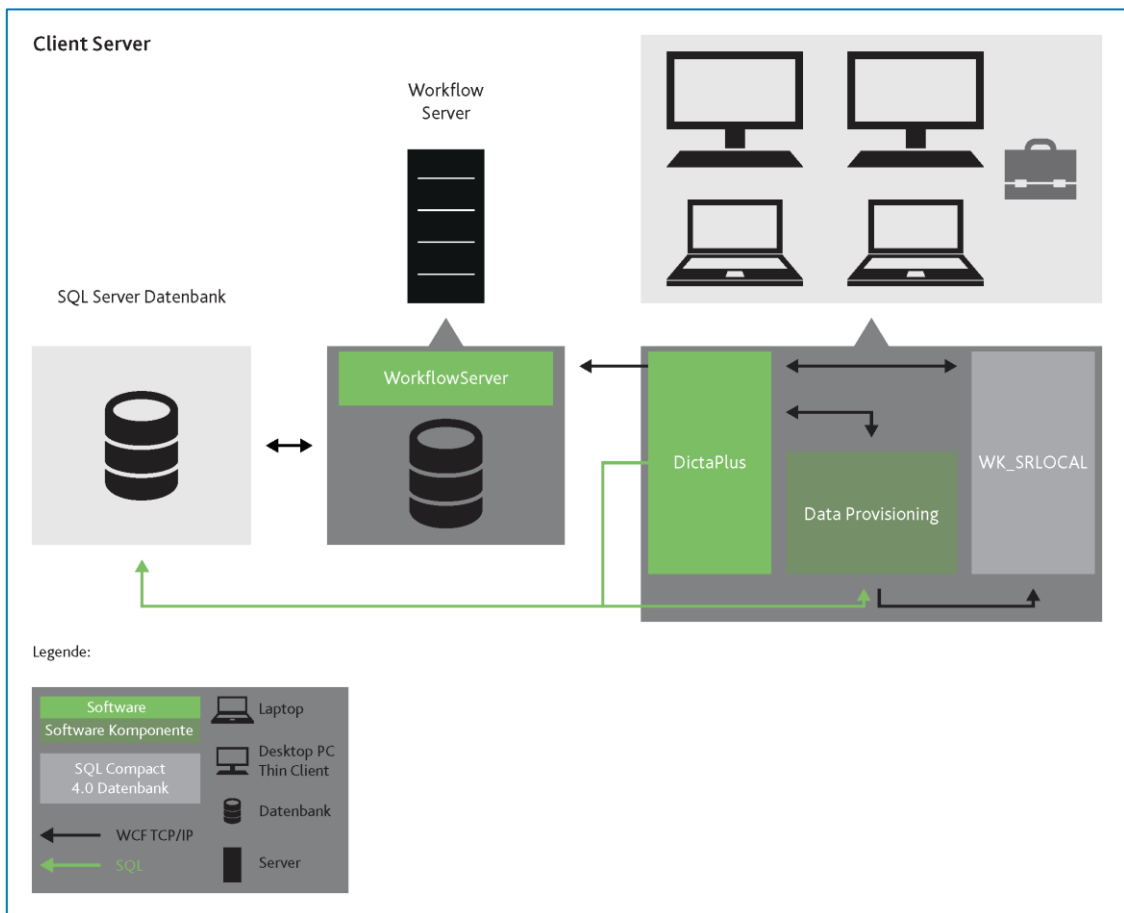 Client Server
Workflow
Server
SQL Server Datenbank
WorkflowServer
DictaPlus
Data Provisioning
WK_SRLOCAL
Legende:
Software
Software Komponente
SQL Compact
4.0 Datenbank
WCF TCP/IP
SQL
Laptop
Desktop PC
Thin Client
Datenbank
Server